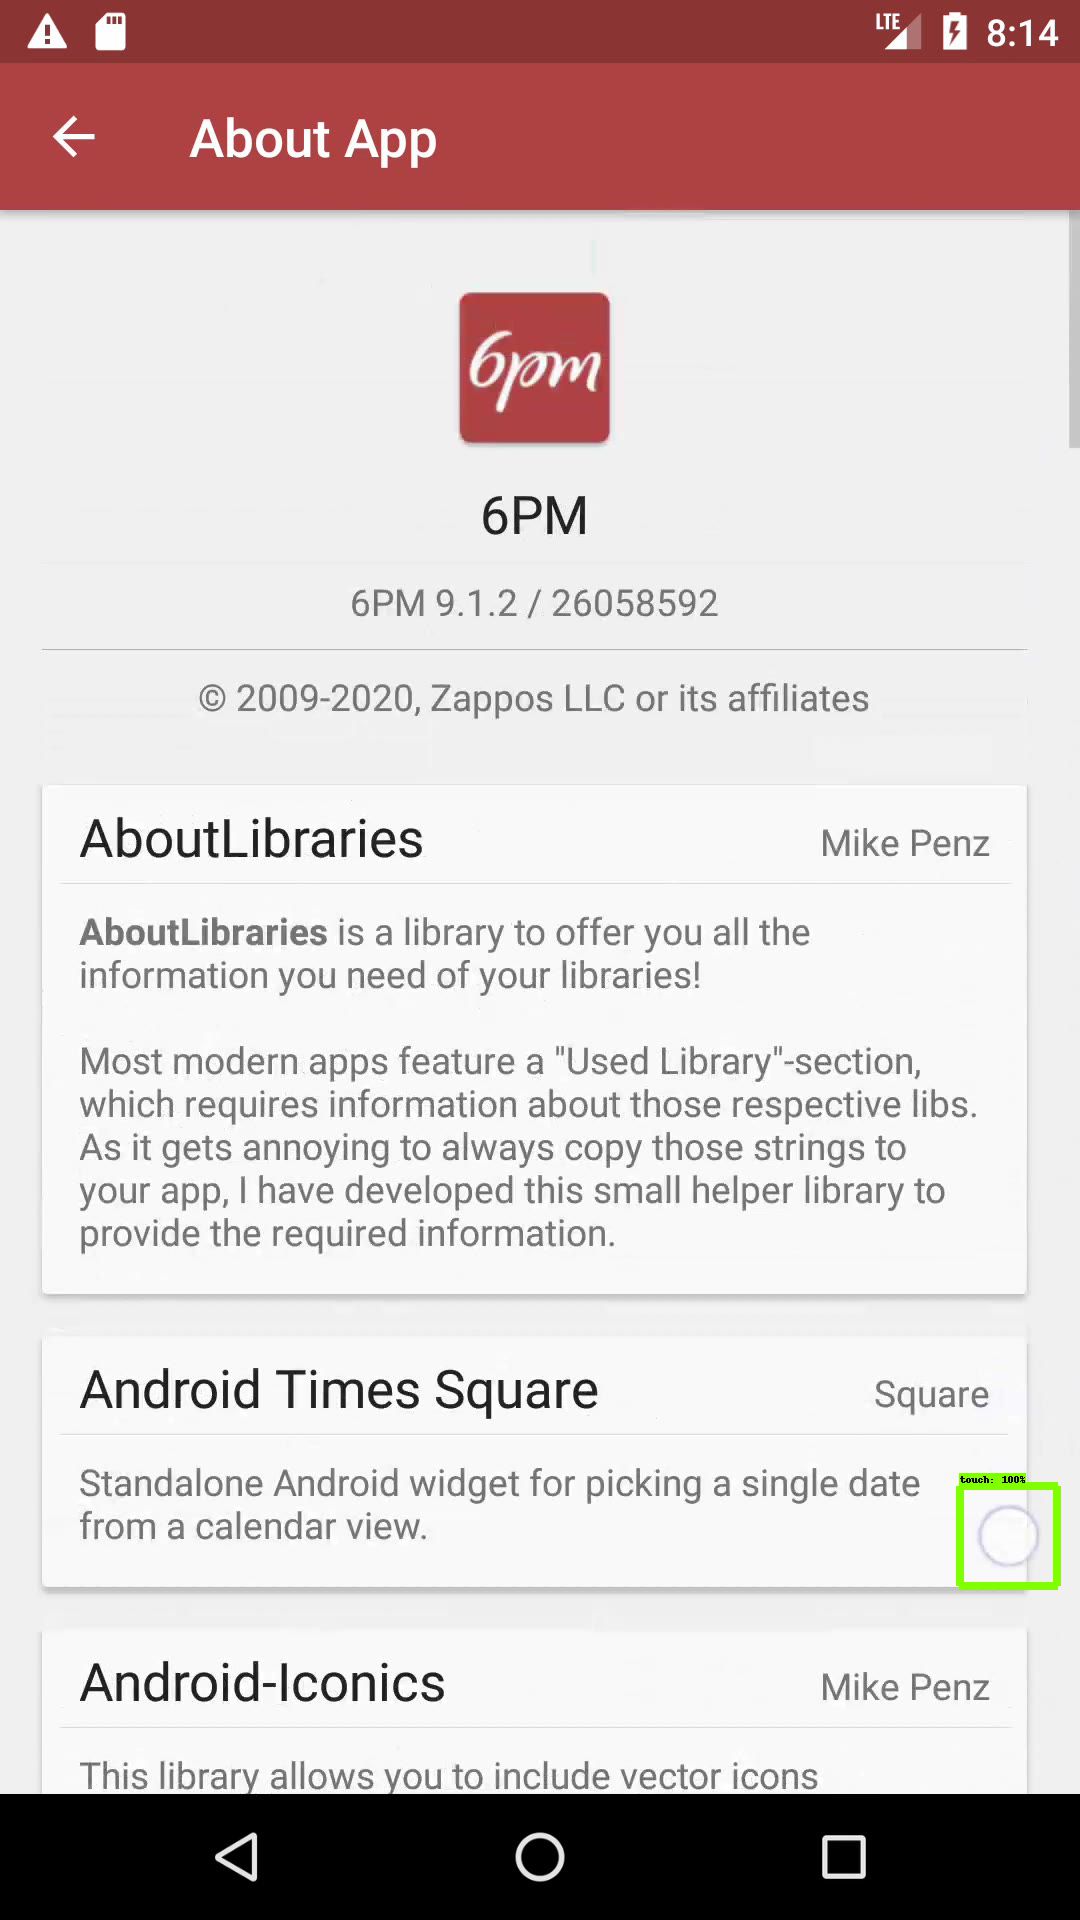 LTE 8:14
About App
6pm
6PM
6PM 9.1.2 / 26058592
© 2009-2020, Zappos LLC or its affiliates
AboutLibraries Mike Penz
AboutLibraries is a library to offer you all the
information you need of your libraries!
Most modern apps feature a "Used Library"-section,
which requires information about those respective libs.
As it gets annoying to always copy those strings to
your app, I have developed this small helper library to
provide the required information.
Android Times Square Square
touch: 100%
Standalone Android widget for picking a single date
from a calendar view.
Android-Iconics Mike Penz
This library allows you to include vector icons